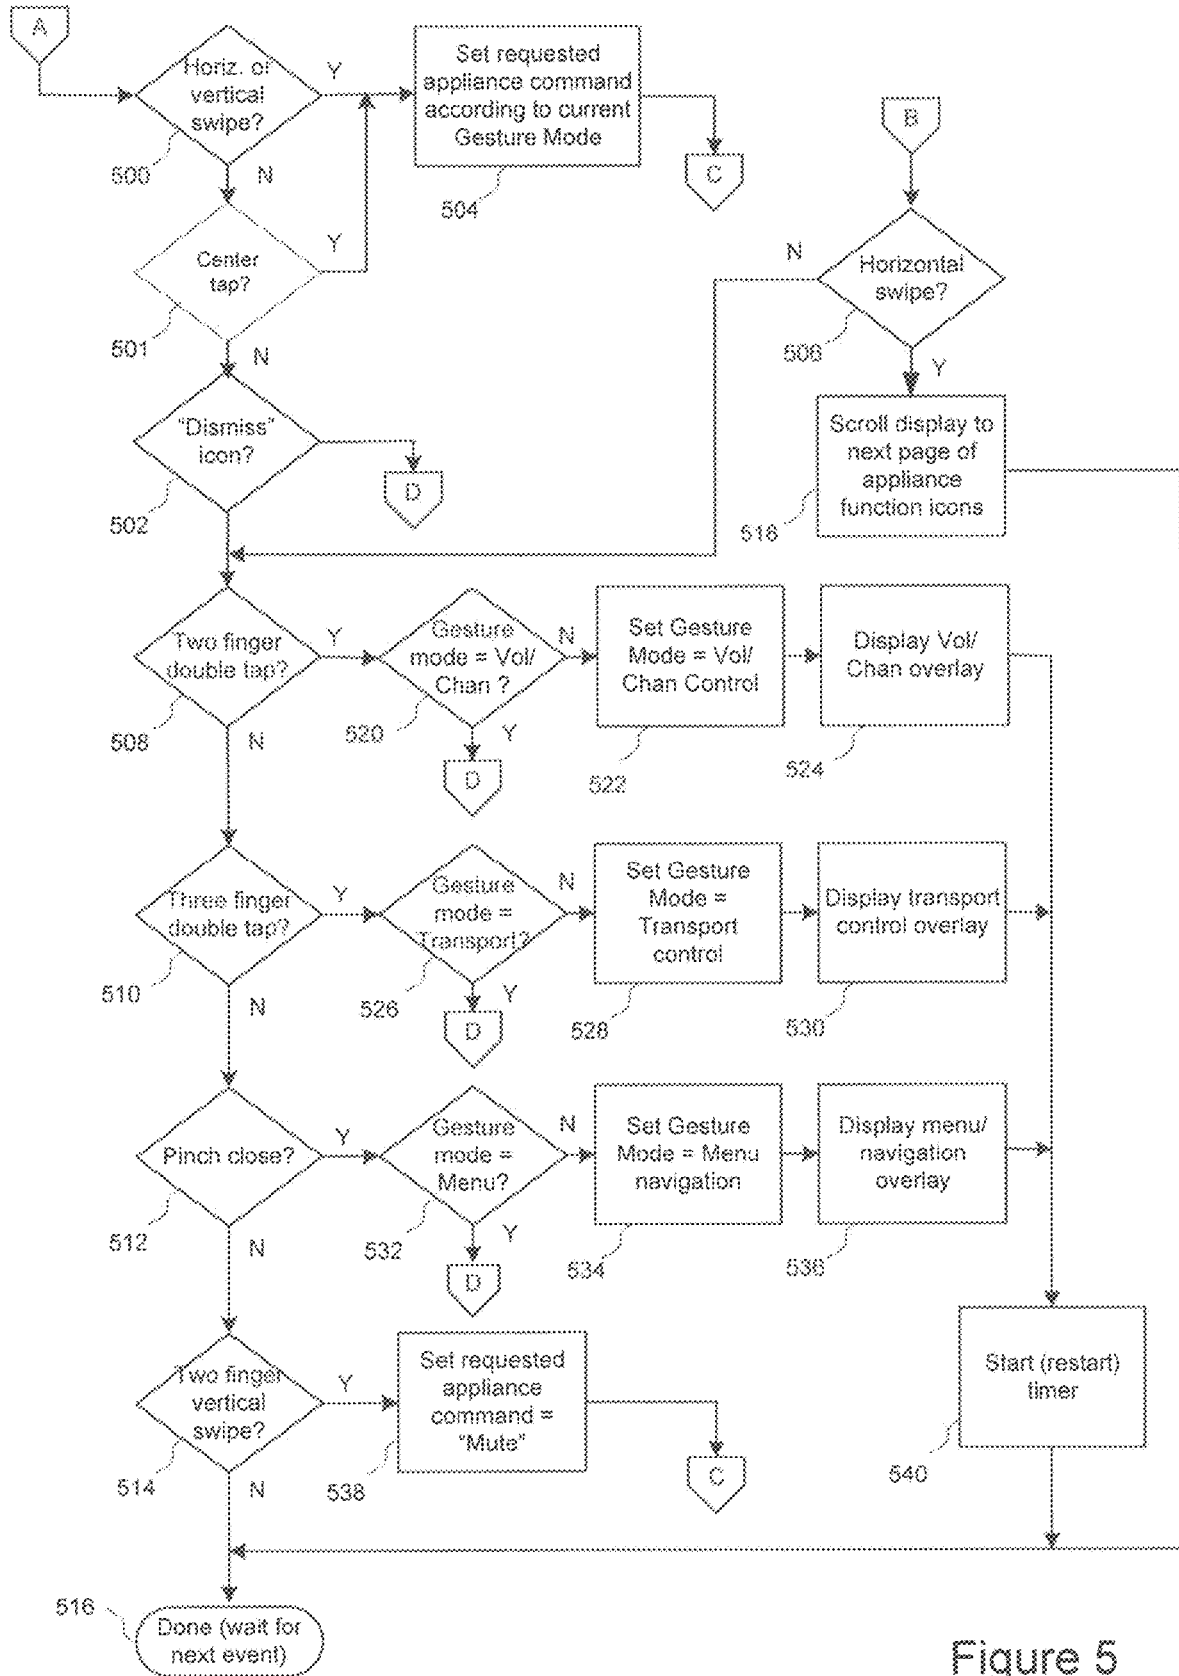 A
Horiz. or
vertical
swipe?
500
Y
N
Set requested
appliance command
according to current
Gesture Mode
504
C
B
Center
tap?
501
Y
N
Horizontal
swipe?
506
N
Y
"Dismiss"
icon?
502
D
Scroll display to
next page of
appliance
function icons
518
Two finger
double tap?
508
Y
N
Gesture
mode = Vol/
Chan ?
520
N
Y
D
Set Gesture
Mode = Vol/
Chan Control
522
Display Vol/
Chan overlay
524
Three finger
double tap?
510
Y
N
Gesture
mode =
Transport?
526
N
Y
D
Set Gesture
Mode =
Transport
control
528
Display transport
control overlay
530
Pinch close?
512
Y
N
Gesture
mode =
Menu?
532
N
Y
D
Set Gesture
Mode = Menu
navigation
534
Display menu/
navigation
overlay
536
Two finger
vertical
swipe?
514
Y
N
Set requested
appliance
command =
"Mute"
538
C
Start (restart)
timer
540
516
Done (wait for
next event)
Figure 5